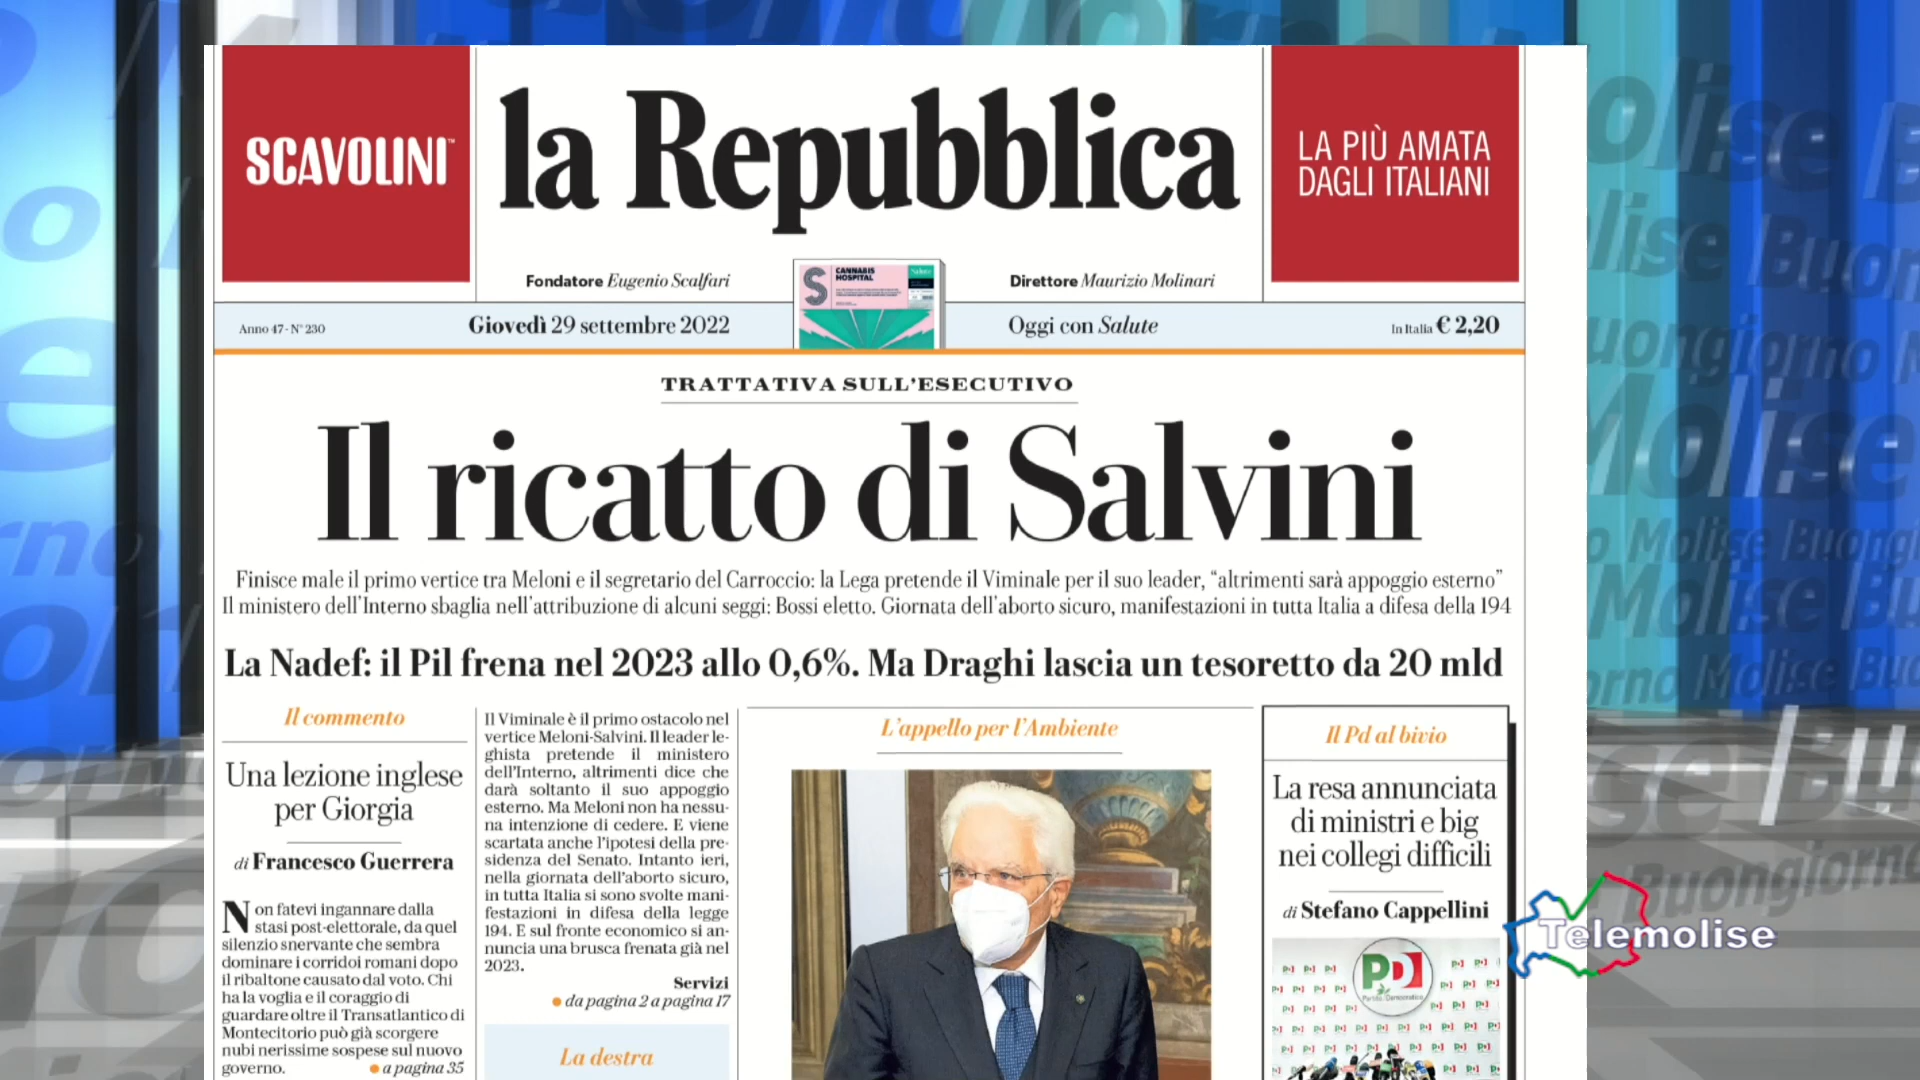 SCAVOLINI™
la Repubblica
LA PIÙ AMATA
DAGLI ITALIANI
Fondatore Eugenio Scalfari
CANNABIS
HOSPITAL
Salute
Direttore Maurizio Molinari
Anno 47 - N° 230
Giovedì 29 settembre 2022
Oggi con Salute
In Italia € 2,20
TRATTATIVA SULL'ESECUTIVO
Il ricatto di Salvini
Finisce male il primo vertice tra Meloni e il segretario del Carroccio: la Lega pretende il Viminale per il suo leader, “altrimenti sarà appoggio esterno”
Il ministero dell'Interno sbaglia nell'attribuzione di alcuni seggi: Bossi eletto. Giornata dell'aborto sicuro, manifestazioni in tutta Italia a difesa della 194
La Nadef: il Pil frena nel 2023 allo 0,6%. Ma Draghi lascia un tesoretto da 20 mld
Il commento
Una lezione inglese
per Giorgia
di Francesco Guerrera
Non fatevi ingannare dalla
stasi post-elettorale, da quel
silenzio snervante che sembra
dominare i corridoi romani dopo
il ribaltone causato dal voto. Chi
ha la voglia e il coraggio di
guardare oltre il Transatlantico di
Montecitorio può già scorgere
nubi nerissime sospese sul nuovo
governo.
● a pagina 35
Il Viminale è il primo ostacolo nel
vertice Meloni-Salvini. Il leader le-
ghista pretende il ministero
dell'Interno, altrimenti dice che
darà soltanto il suo appoggio
esterno. Ma Meloni non ha nessu-
na intenzione di cedere. E viene
scartata anche l'ipotesi della pre-
sidenza del Senato. Intanto ieri,
nella giornata dell'aborto sicuro,
in tutta Italia si sono svolte mani-
festazioni in difesa della legge
194. E sul fronte economico si an-
nuncia una brusca frenata già nel
2023.
Servizi
● da pagina 2 a pagina 17
La destra
L'appello per l'Ambiente
Il Pd al bivio
La resa annunciata
di ministri e big
nei collegi difficili
di Stefano Cappellini
PD
Partito Democratico
Telemolise
Buongiorno Molise